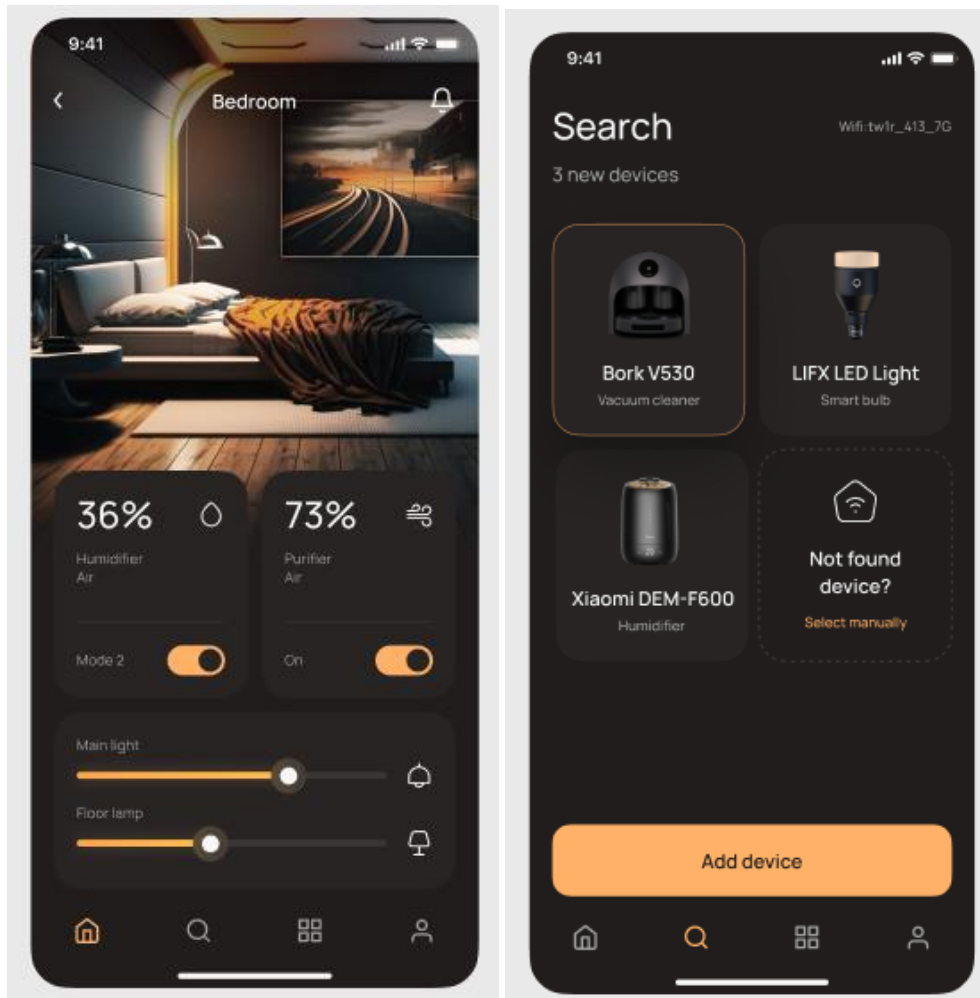 9:41
Bedroom
36%
Humidifier
Air
Mode 2
73%
Purifier
Air
On
Main light
Floor lamp
9:41
Search
Wifi:tw1r_413_7G
3 new devices
Bork V530
Vacuum cleaner
LIFX LED Light
Smart bulb
Xiaomi DEM-F600
Humidifier
Not found
device?
Select manually
Add device